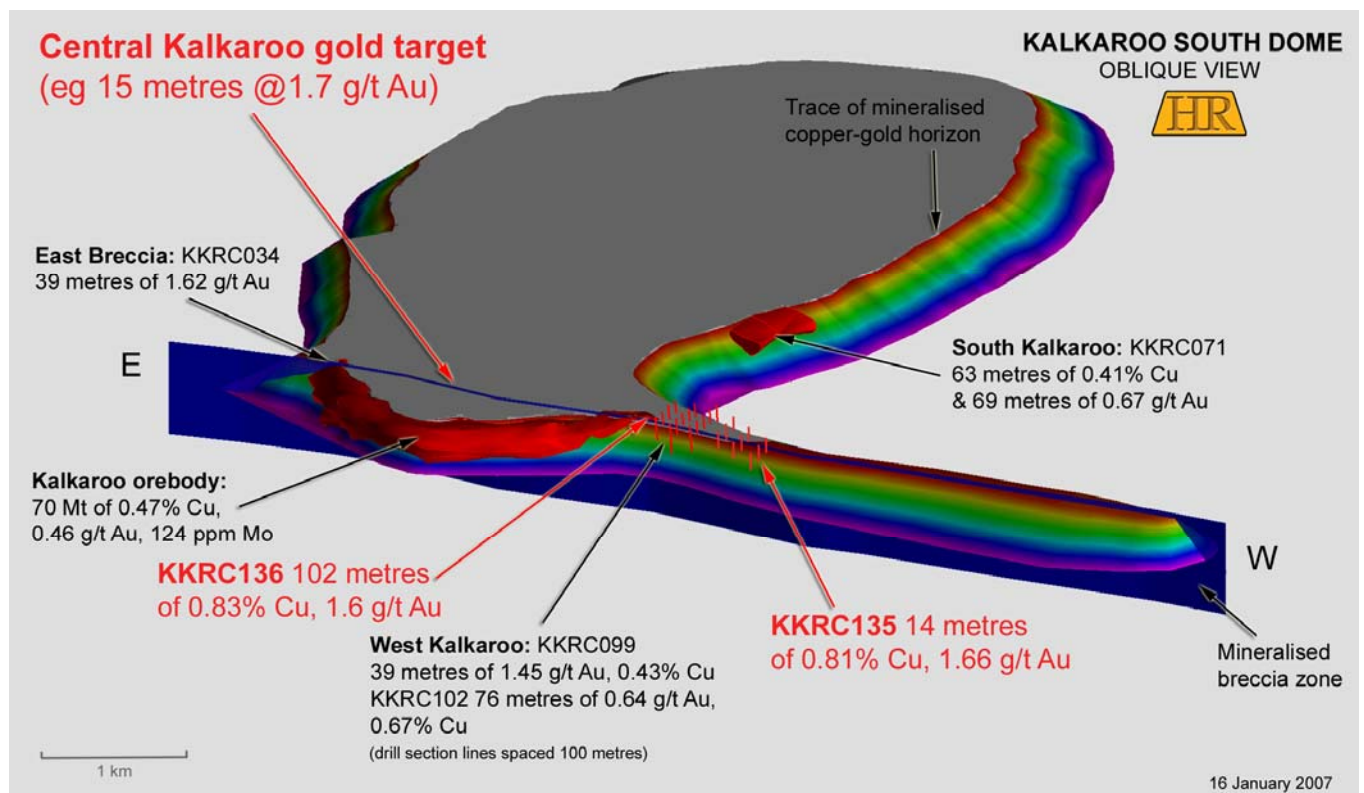 Central Kalkaroo gold target
(eg 15 metres @1.7 g/t Au)
KALKAROO SOUTH DOME
OBLIQUE VIEW
HR
Trace of mineralised
copper-gold horizon
East Breccia: KKRC034
39 metres of 1.62 g/t Au
E
South Kalkaroo: KKRC071
63 metres of 0.41% Cu
& 69 metres of 0.67 g/t Au
Kalkaroo orebody:
70 Mt of 0.47% Cu,
0.46 g/t Au, 124 ppm Mo
W
KKRC136 102 metres
of 0.83% Cu, 1.6 g/t Au
KKRC135 14 metres
of 0.81% Cu, 1.66 g/t Au
West Kalkaroo: KKRC099
39 metres of 1.45 g/t Au, 0.43% Cu
KKRC102 76 metres of 0.64 g/t Au,
0.67% Cu
(drill section lines spaced 100 metres)
Mineralised
breccia zone
1 km
16 January 2007